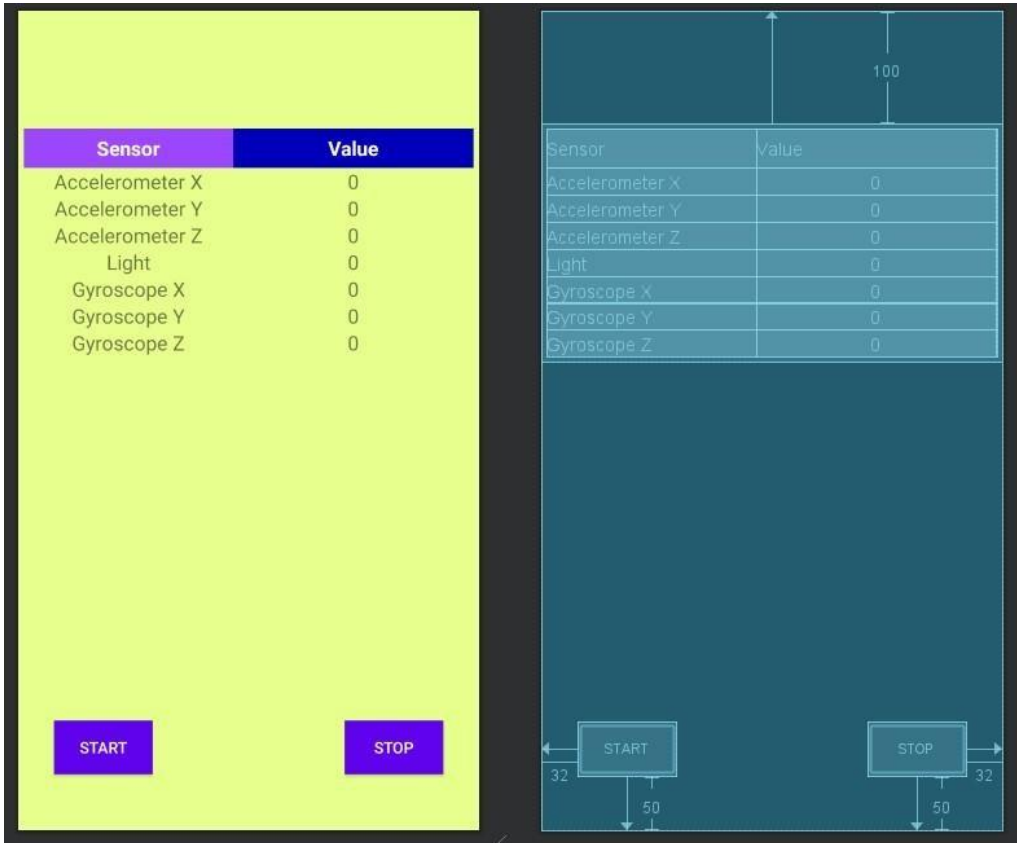 Sensor Value
Accelerometer X 0
Accelerometer Y 0
Accelerometer Z 0
Light 0
Gyroscope X 0
Gyroscope Y 0
Gyroscope Z 0
START STOP
100
Sensor Value
Accelerometer X 0
Accelerometer Y 0
Accelerometer Z 0
Light 0
Gyroscope X 0
Gyroscope Y 0
Gyroscope Z 0
START STOP
32 32
50 50